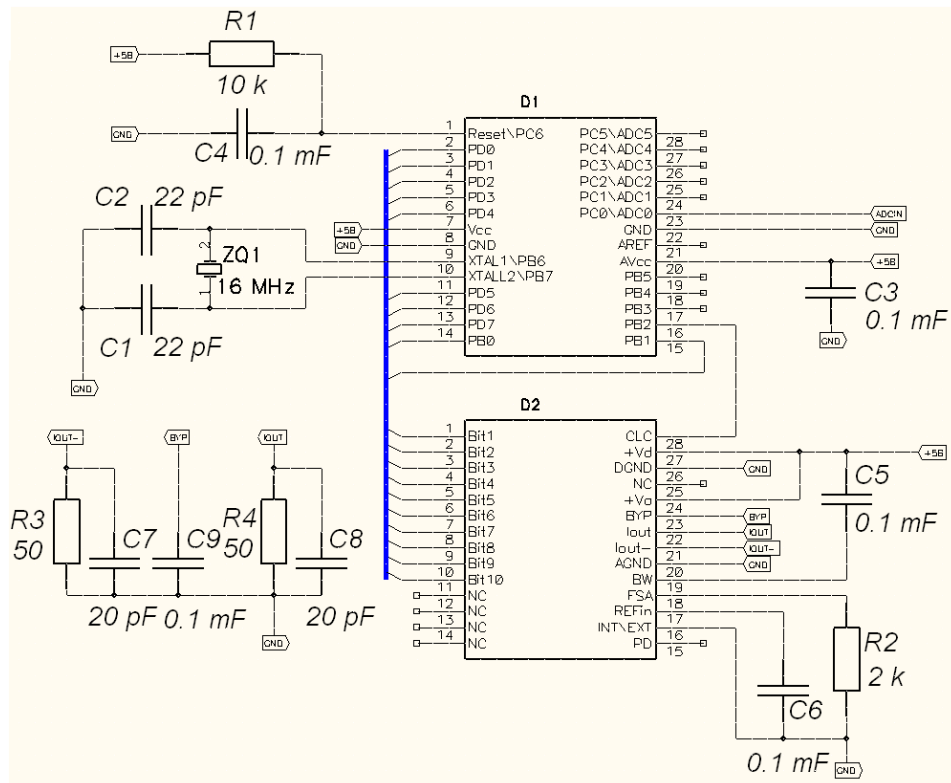 R1
+5В
10 k
D1
GND
C4
0.1 mF
1 Reset\PC6
2 PD0
3 PD1
4 PD2
5 PD3
6 PD4
+5В 7 Vcc
GND 8 GND
9 XTAL1\PB6
10 XTALL2\PB7
11 PD5
12 PD6
13 PD7
14 PB0
PC5\ADC5 28
PC4\ADC4 27
PC3\ADC3 26
PC2\ADC2 25
PC1\ADC1 24
PC0\ADC0 23 ADCIN
GND 22 GND
AREF 21
AVcc 20 +5В
PB5 19
PB4 18
PB3 17
PB2 16
PB1 15
C2 22 pF
2
ZQ1
16 MHz
1
C1 22 pF
GND
C3
0.1 mF
GND
D2
1 Bit1
2 Bit2
3 Bit3
4 Bit4
5 Bit5
6 Bit6
7 Bit7
8 Bit8
9 Bit9
10 Bit10
11 NC
12 NC
13 NC
14 NC
CLC 28
+Vd 27 +5В
DGND 26 GND
NC 25
+Va 24
BYP 23 BYP
Iout 22 IOUT
Iout- 21 IOUT-
AGND 20 GND
BW 19
FSA 18
REFin 17
INT\EXT 16
PD 15
C5
0.1 mF
IOUT-
BYP
IOUT
R3
50
C7
C9
R4
50
C8
20 pF
0.1 mF
20 pF
GND
R2
2 k
C6
0.1 mF
GND